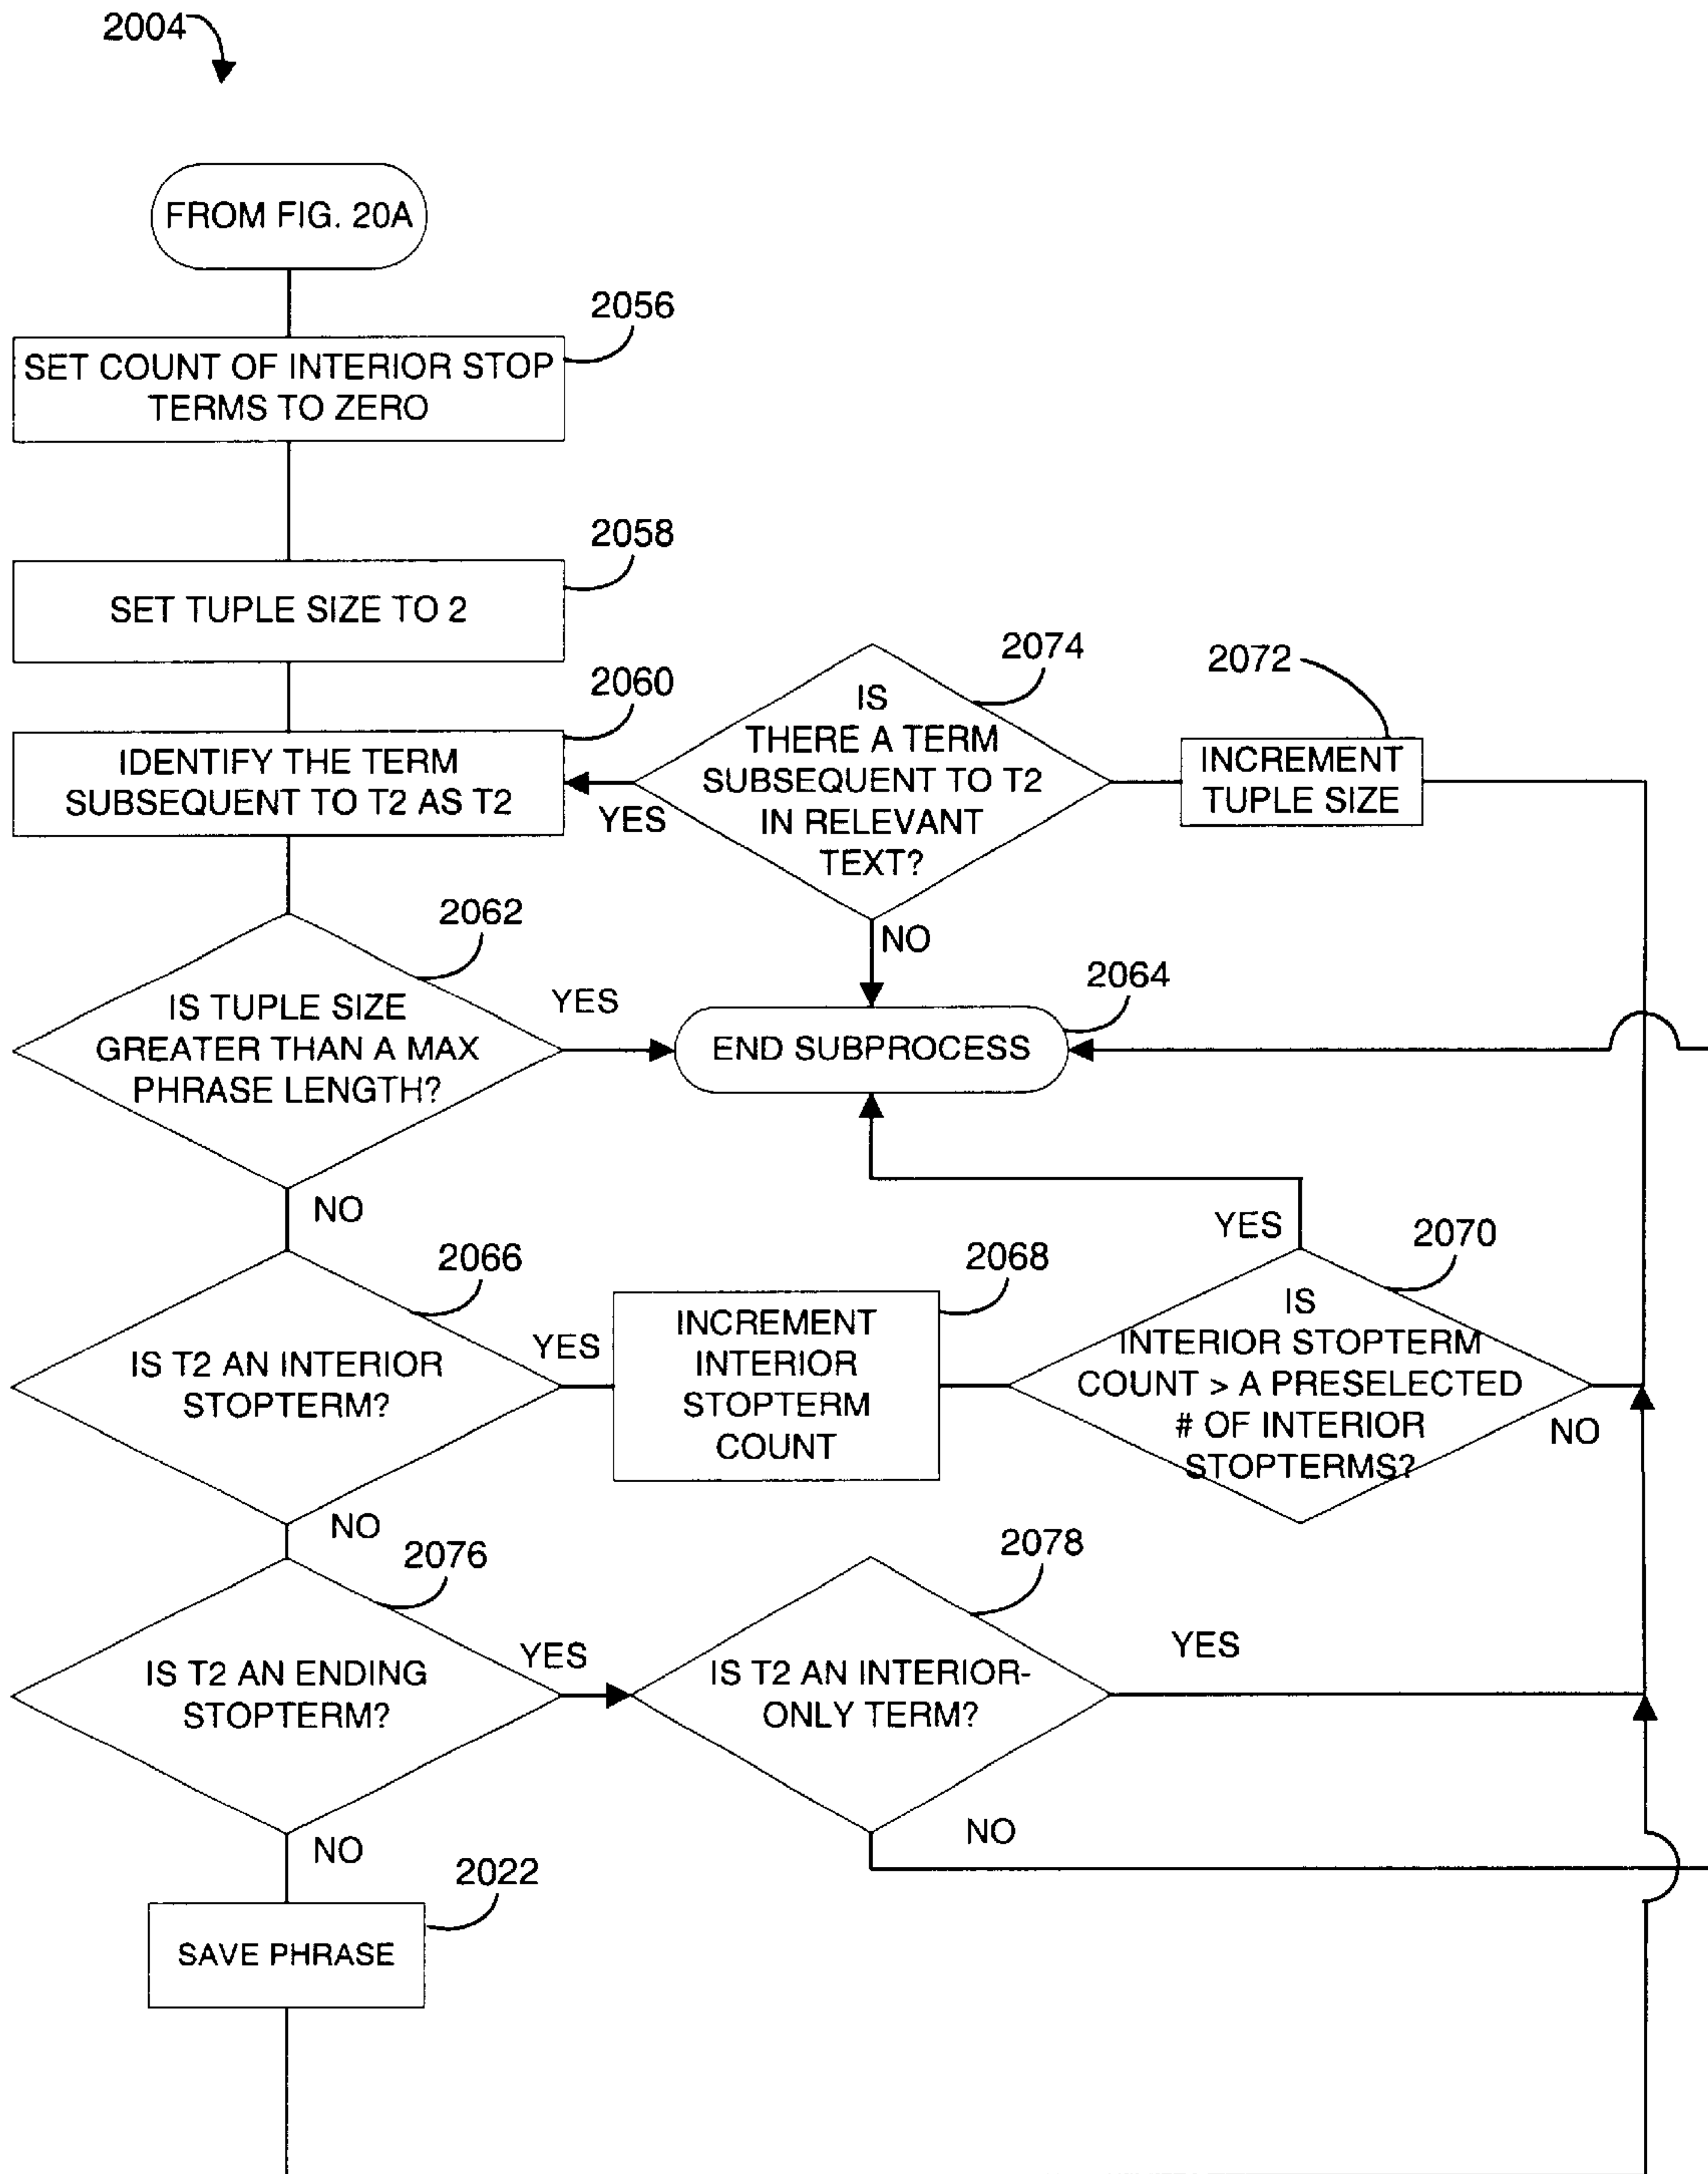 2004
FROM FIG. 20A
2056
SET COUNT OF INTERIOR STOP
TERMS TO ZERO
2058
SET TUPLE SIZE TO 2
2060
IDENTIFY THE TERM
SUBSEQUENT TO T2 AS T2
2074
IS
THERE A TERM
SUBSEQUENT TO T2
IN RELEVANT
TEXT?
YES
NO
2072
INCREMENT
TUPLE SIZE
2062
IS TUPLE SIZE
GREATER THAN A MAX
PHRASE LENGTH?
YES
NO
2064
END SUBPROCESS
2066
IS T2 AN INTERIOR
STOPTERM?
YES
NO
2068
INCREMENT
INTERIOR
STOPTERM
COUNT
2070
IS
INTERIOR STOPTERM
COUNT > A PRESELECTED
# OF INTERIOR
STOPTERMS?
YES
NO
2076
IS T2 AN ENDING
STOPTERM?
YES
NO
2078
IS T2 AN INTERIOR-
ONLY TERM?
YES
NO
2022
SAVE PHRASE